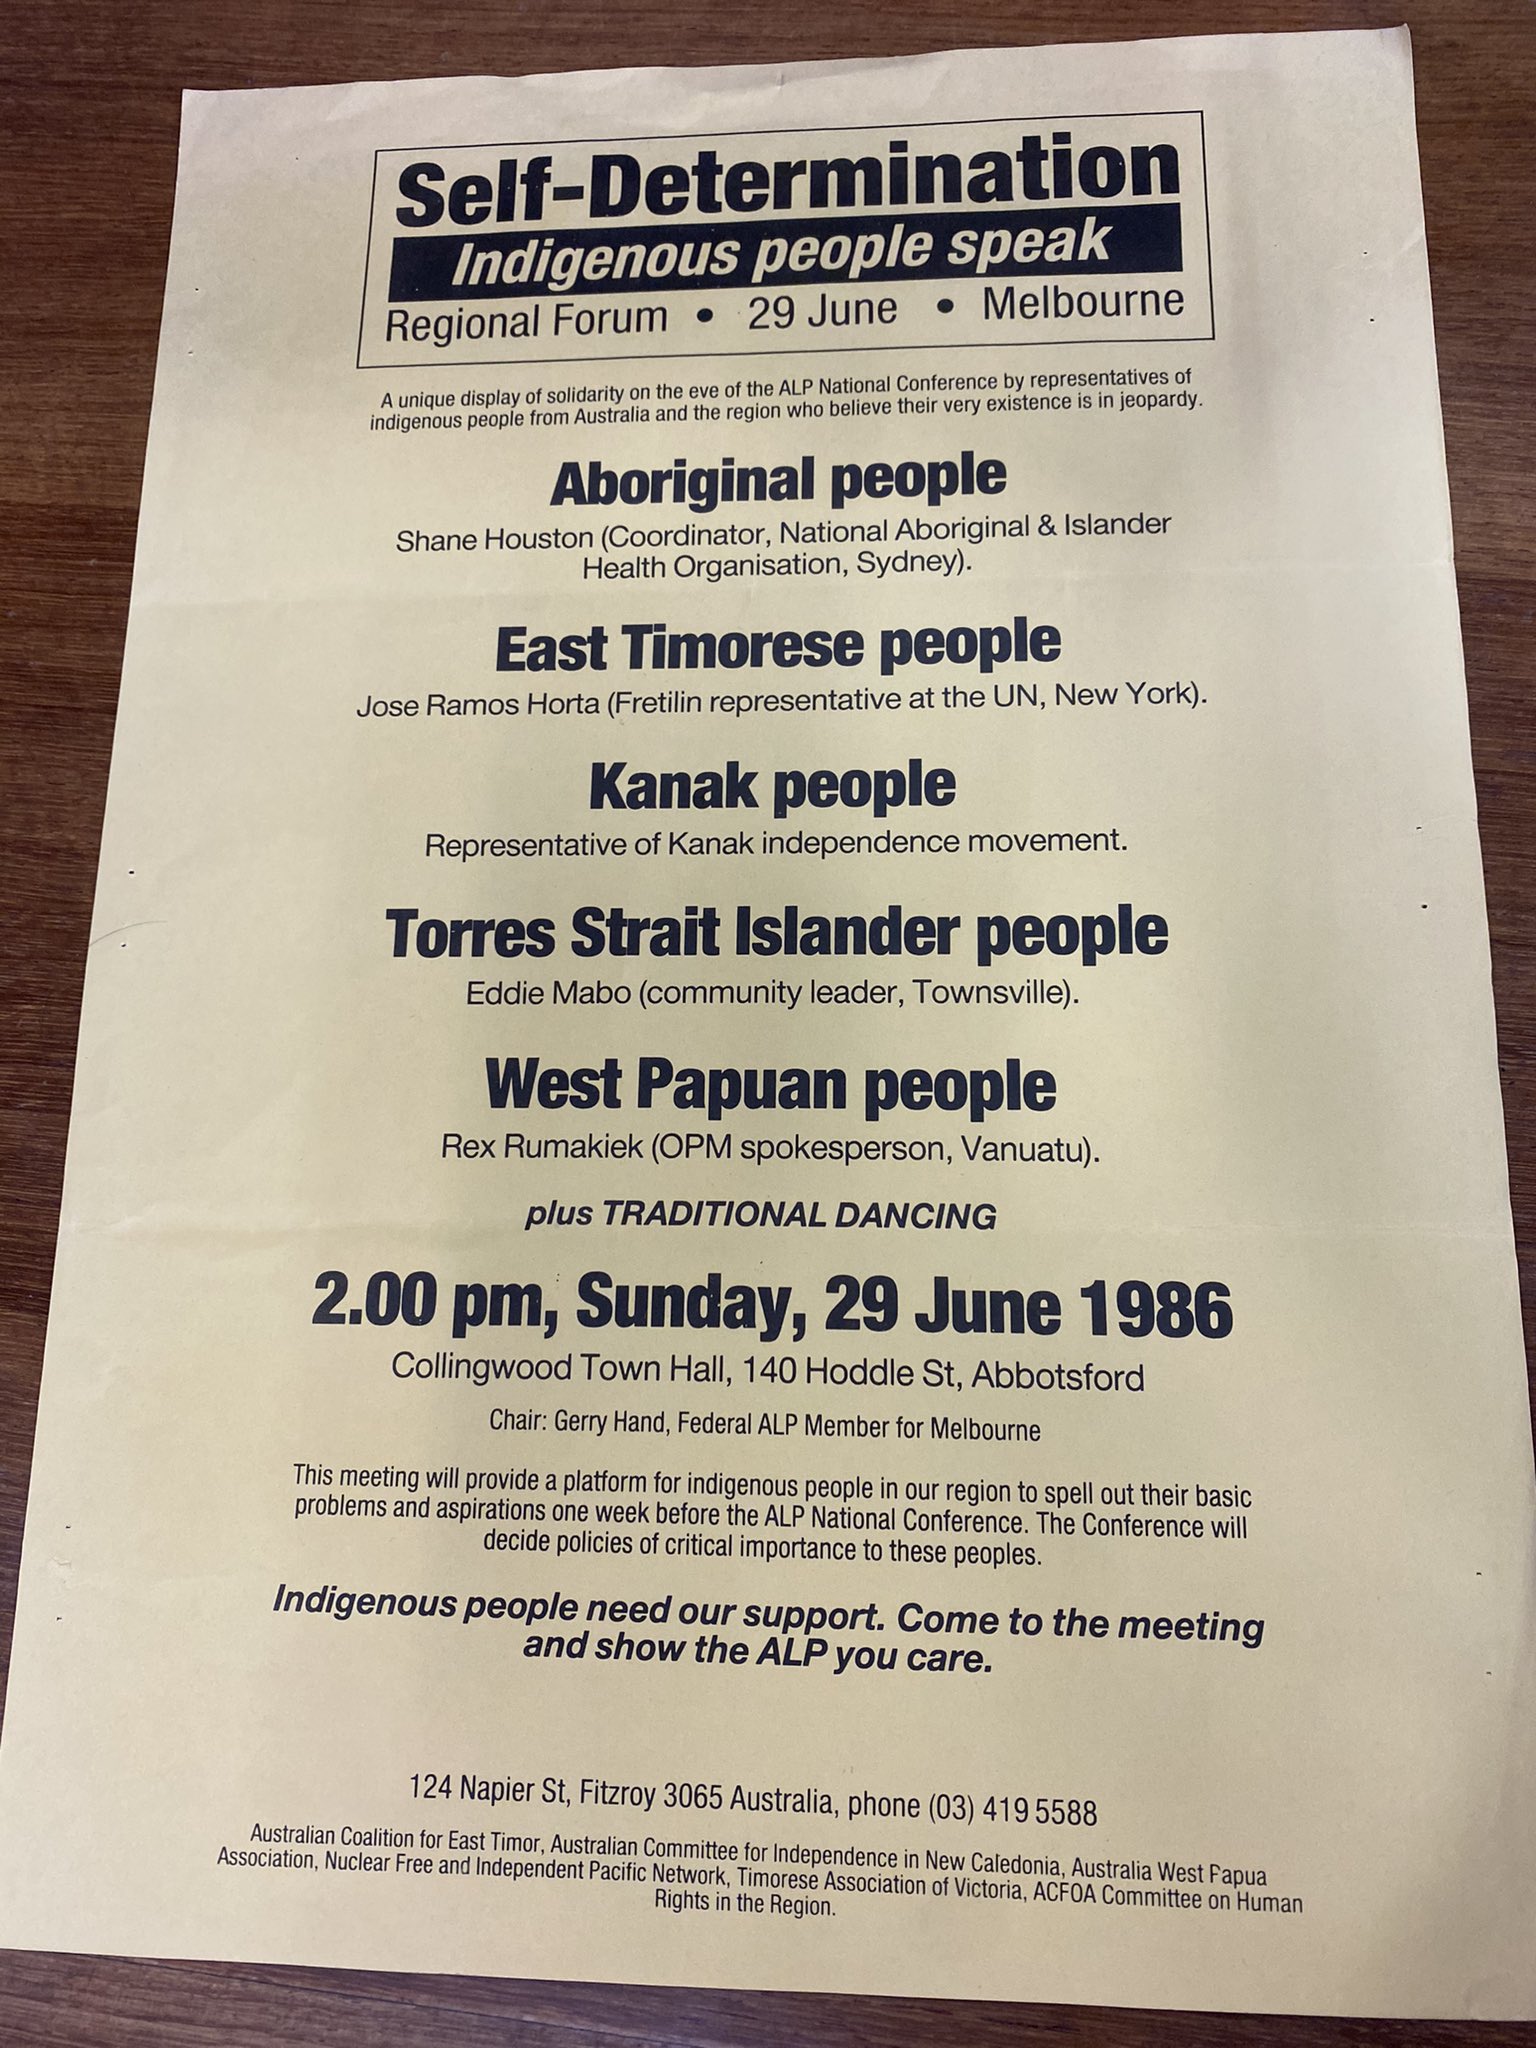 Self-Determination
Indigenous people speak
Regional Forum • 29 June • Melbourne
A unique display of solidarity on the eve of the ALP National Conference by representatives of
indigenous people from Australia and the region who believe their very existence is in jeopardy.
Aboriginal people
Shane Houston (Coordinator, National Aboriginal & Islander
Health Organisation, Sydney).
East Timorese people
Jose Ramos Horta (Fretilin representative at the UN, New York).
Kanak people
Representative of Kanak independence movement.
Torres Strait Islander people
Eddie Mabo (community leader, Townsville).
West Papuan people
Rex Rumakiek (OPM spokesperson, Vanuatu).
plus TRADITIONAL DANCING
2.00 pm, Sunday, 29 June 1986
Collingwood Town Hall, 140 Hoddle St, Abbotsford
Chair: Gerry Hand, Federal ALP Member for Melbourne
This meeting will provide a platform for indigenous people in our region to spell out their basic
problems and aspirations one week before the ALP National Conference. The Conference will
decide policies of critical importance to these peoples.
Indigenous people need our support. Come to the meeting
and show the ALP you care.
124 Napier St, Fitzroy 3065 Australia, phone (03) 419 5588
Australian Coalition for East Timor, Australian Committee for Independence in New Caledonia, Australia West Papua
Association, Nuclear Free and Independent Pacific Network, Timorese Association of Victoria, ACFOA Committee on Human
Rights in the Region.